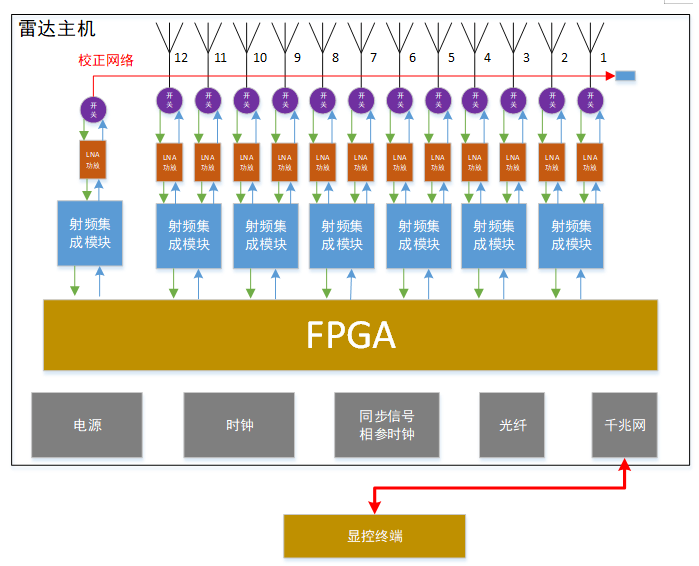 雷达主机
校正网络
12 11 10 9 8 7 6 5 4 3 2 1
开
关
开
关
开
关
开
关
开
关
开
关
开
关
开
关
开
关
开
关
开
关
开
关
开
关
LNA
功放
LNA
功放
LNA
功放
LNA
功放
LNA
功放
LNA
功放
LNA
功放
LNA
功放
LNA
功放
LNA
功放
LNA
功放
LNA
功放
LNA
功放
射频集
成模块
射频集
成模块
射频集
成模块
射频集
成模块
射频集
成模块
射频集
成模块
射频集
成模块
FPGA
电源
时钟
同步信号
相参时钟
光纤
千兆网
显控终端